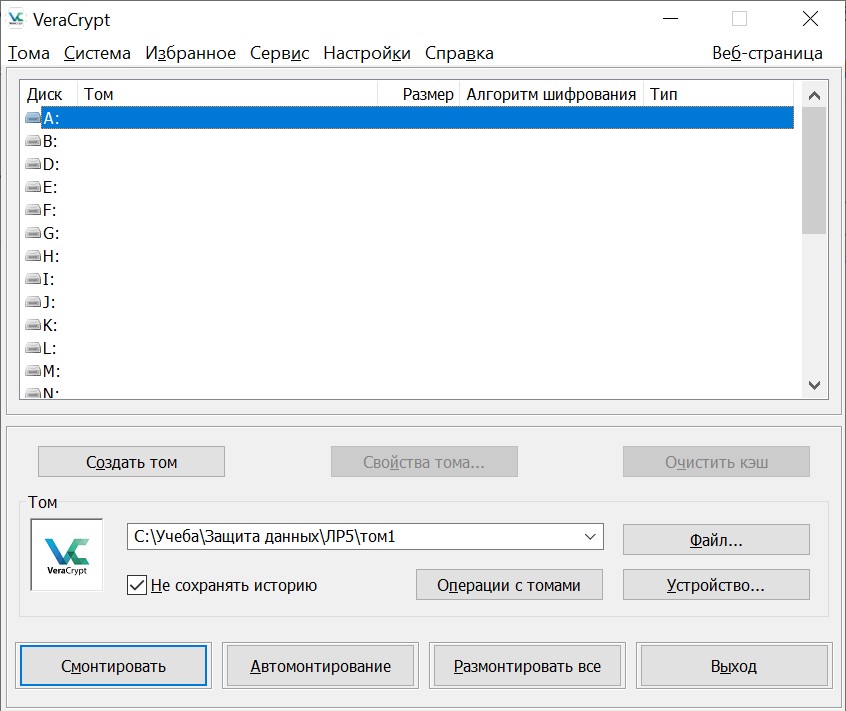 VeraCrypt
Тома Система Избранное Сервис Настройки Справка Веб-страница
Диск Том Размер Алгоритм шифрования Тип
A:
B:
D:
E:
F:
G:
H:
I:
J:
K:
L:
M:
N:
Создать том Свойства тома... Очистить кэш
Том
VeraCrypt
C:\Учеба\Защита данных\ЛР5\том1 Файл...
Не сохранять историю Операции с томами Устройство...
Смонтировать Автомонтирование Размонтировать все Выход